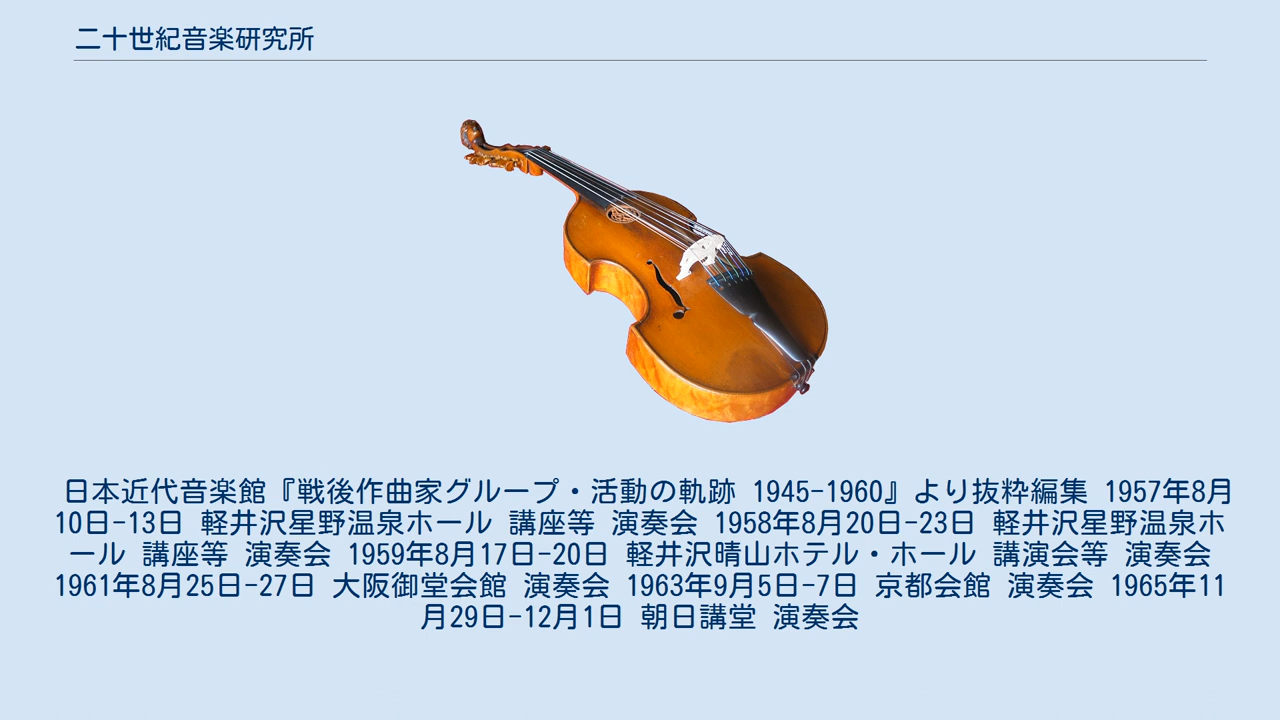 二十世紀音楽研究所
日本近代音楽館『戦後作曲家グループ・活動の軌跡 1945-1960』より抜粋編集 1957年8月
10日-13日 軽井沢星野温泉ホール 講座等 演奏会 1958年8月20日-23日 軽井沢星野温泉ホ
ール 講座等 演奏会 1959年8月17日-20日 軽井沢晴山ホテル・ホール 講演会等 演奏会
1961年8月25日-27日 大阪御堂会館 演奏会 1963年9月5日-7日 京都会館 演奏会 1965年11
月29日-12月1日 朝日講堂 演奏会